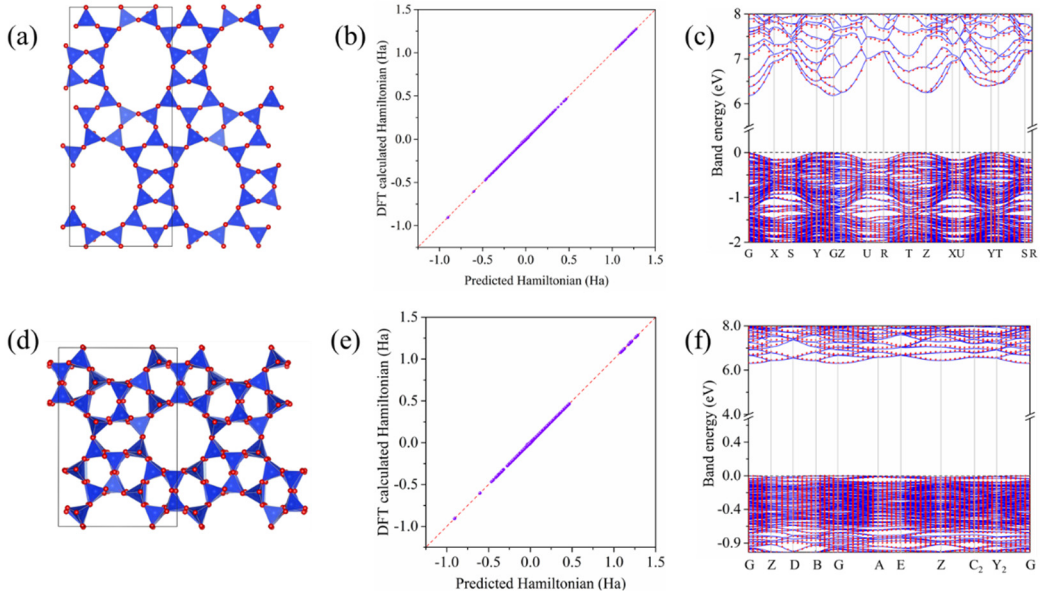 (a)
(b)
DFT calculated Hamiltonian (Ha)
1.5
1.0
0.5
0.0
-0.5
-1.0
-1.0 -0.5 0.0 0.5 1.0 1.5
Predicted Hamiltonian (Ha)
(c)
Band energy (eV)
8
7
6
0
-1
-2
G X S Y GZ U R T Z XU YT S R
(d)
(e)
DFT calculated Hamiltonian (Ha)
1.5
1.0
0.5
0.0
-0.5
-1.0
-1.0 -0.5 0.0 0.5 1.0 1.5
Predicted Hamiltonian (Ha)
(f)
Band energy (eV)
8.0
6.0
4.0
0.4
0.0
-0.4
-0.9
G Z D B G A E Z C₂ Y₂ G